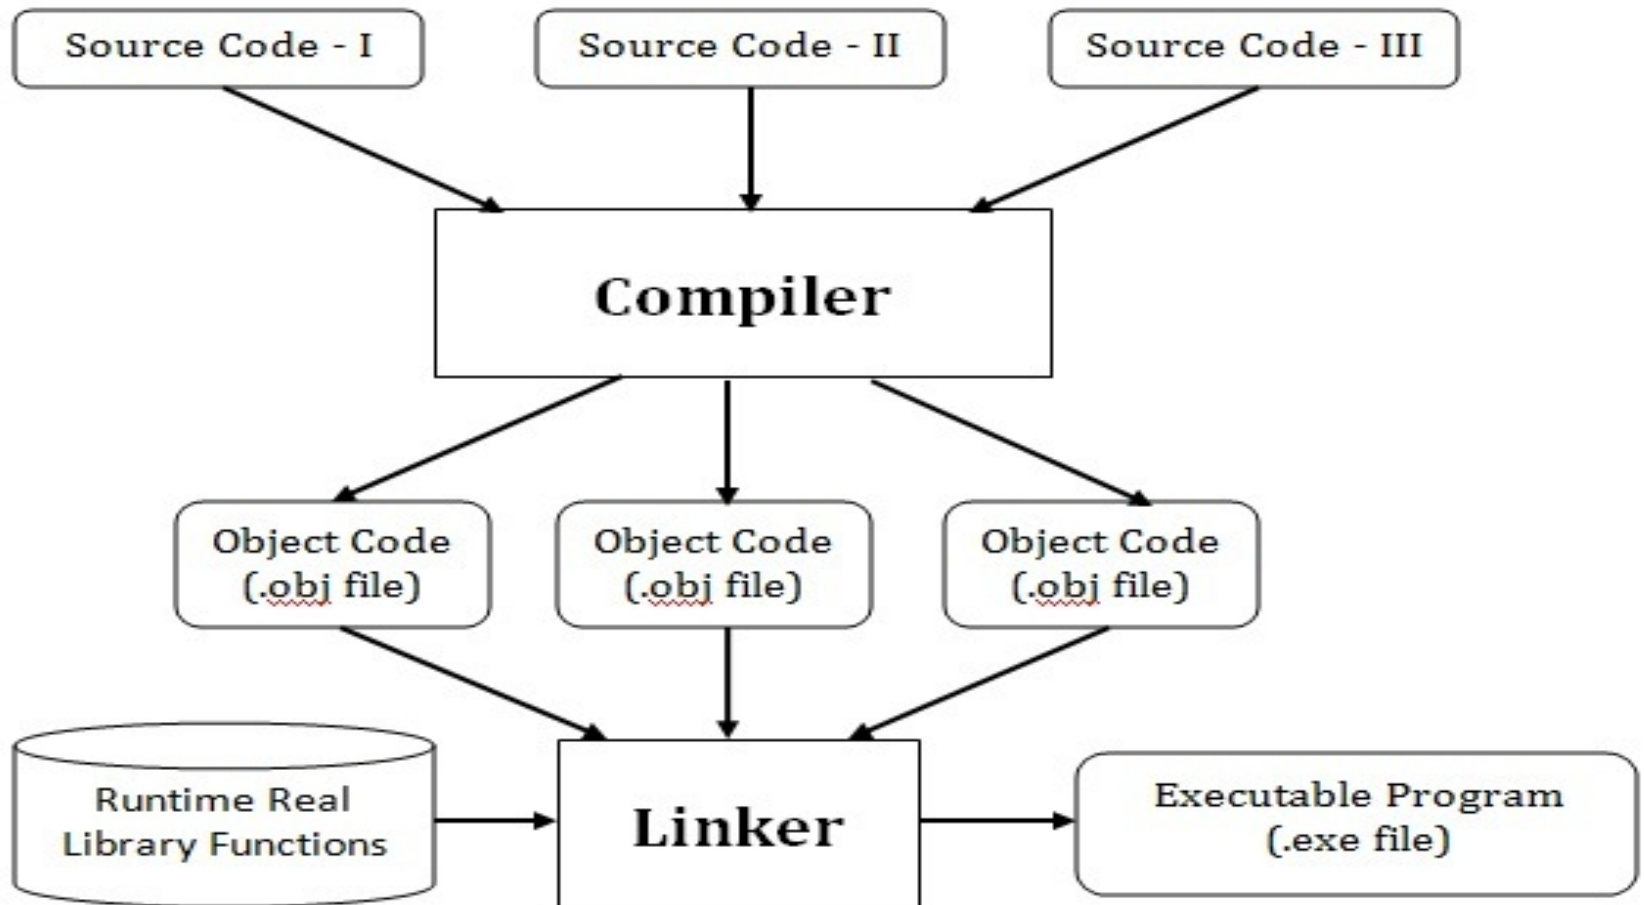 Source Code - I
Source Code - II
Source Code - III
Compiler
Object Code
(.obj file)
Object Code
(.obj file)
Object Code
(.obj file)
Runtime Real
Library Functions
Linker
Executable Program
(.exe file)